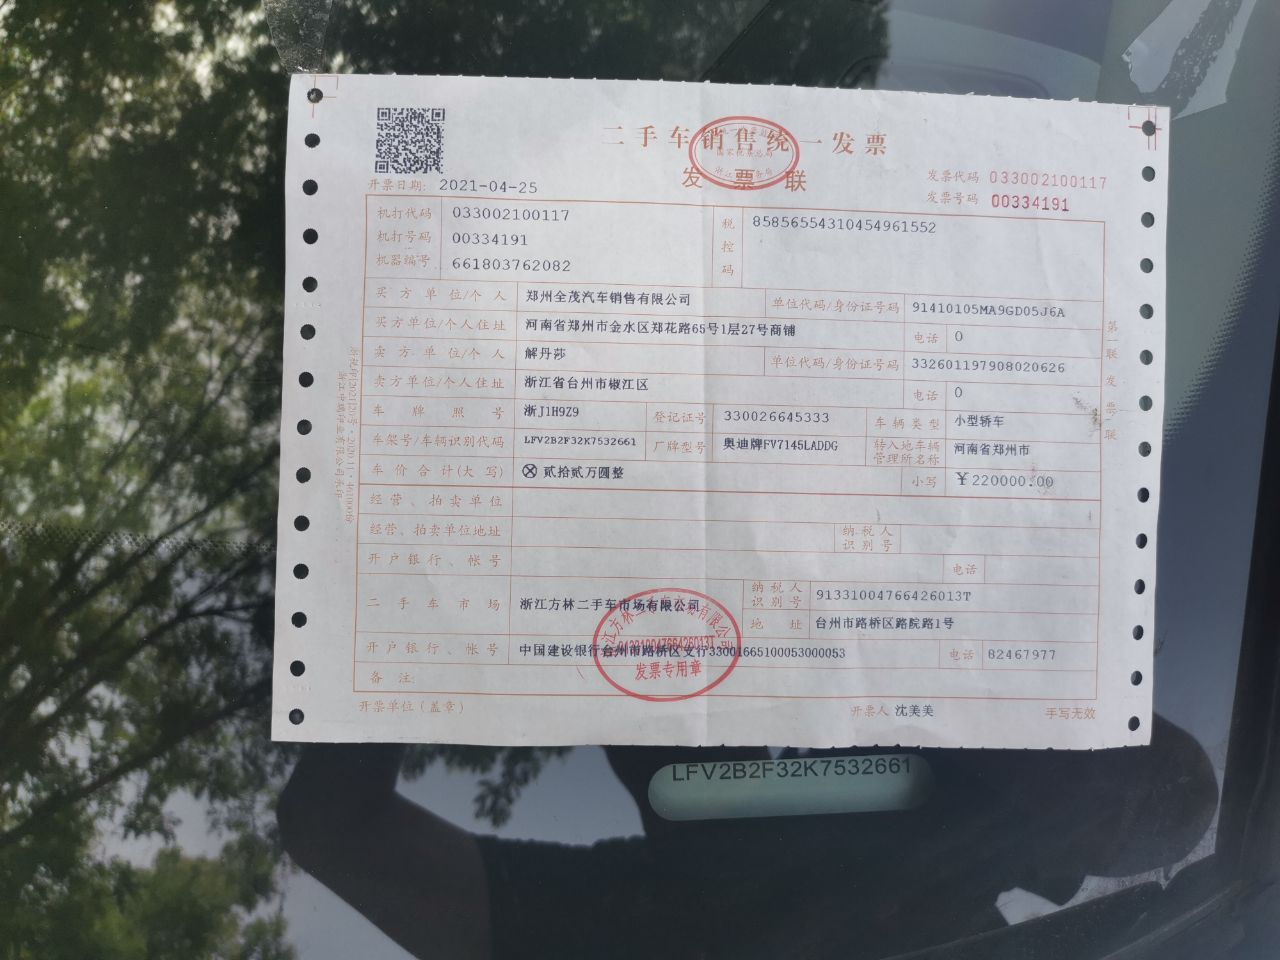 二手车销售统一发票
发票联
国家税务总局
开票日期: 2021-04-25
发票代码 033002100117
发票号码 00334191
机打代码 033002100117
机打号码 00334191
机器编号 661803762082
税控码 85856554310454961552
买方单位/个人 郑州全茂汽车销售有限公司 单位代码/身份证号码 91410105MA9GD05J6A
买方单位/个人住址 河南省郑州市金水区郑花路65号1层27号商铺 电话 0
卖方单位/个人 解丹莎 单位代码/身份证号码 332601197908020626
卖方单位/个人住址 浙江省台州市椒江区 电话 0
车牌照号 浙J1H9Z9 登记证号 330026645333 车辆类型 小型轿车
车架号/车辆识别代码 LFV2B2F32K7532661 厂牌型号 奥迪牌FV7145LADDG 转入地车辆管理所名称 河南省郑州市
车价合计(大写) ⊗ 贰拾贰万圆整 小写 ￥220000.00
经营、拍卖单位
经营、拍卖单位地址 纳税人识别号
开户银行、帐号 电话
二手车市场 浙江方林二手车市场有限公司 纳税人识别号 91331004766426013T
地址 台州市路桥区路院路1号
开户银行、帐号 中国建设银行台州市路桥区支行33001665100053000053 电话 82467977
备注:
91331004766426013T
发票专用章
开票单位(盖章) 开票人 沈美美 手写无效
第一联 发票联
LFV2B2F32K7532661